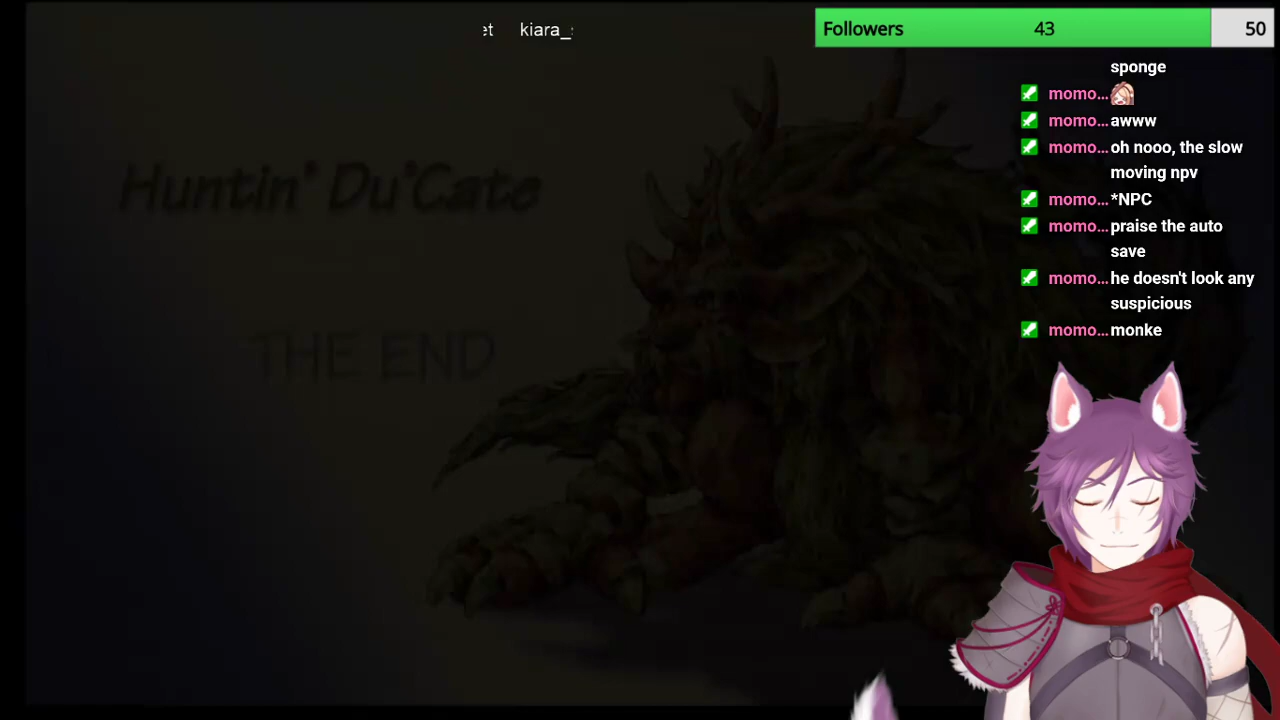 et kiara_
Followers 43 50
sponge
momo...
momo... awww
momo... oh nooo, the slow
moving npv
momo... *NPC
momo... praise the auto
save
momo... he doesn't look any
suspicious
momo... monke
Huntin' Du'Cate
THE END